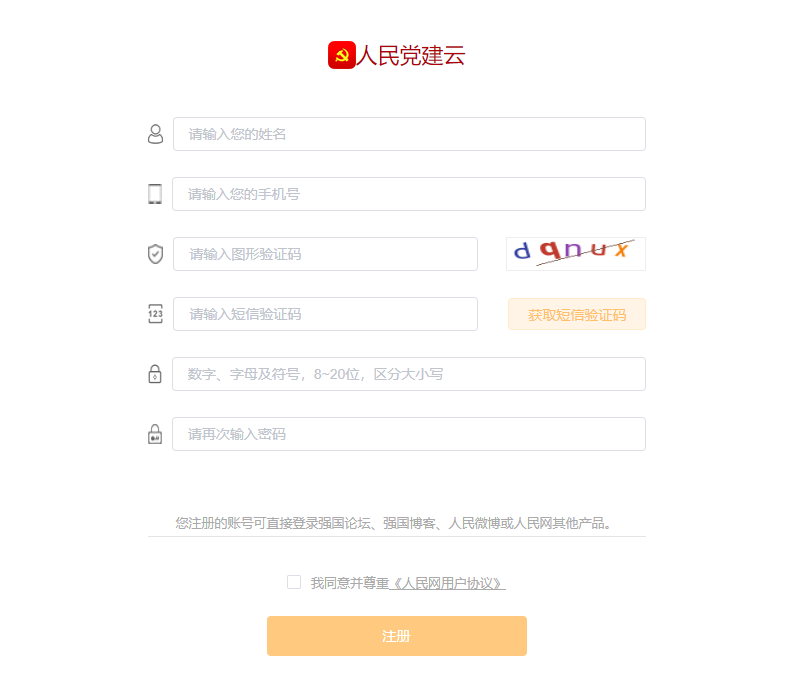 人民党建云
请输入您的姓名
请输入您的手机号
请输入图形验证码
dqnux
请输入短信验证码
获取短信验证码
数字、字母及符号，8~20位，区分大小写
请再次输入密码
您注册的账号可直接登录强国论坛、强国博客、人民微博或人民网其他产品。
我同意并尊重《人民网用户协议》
注册